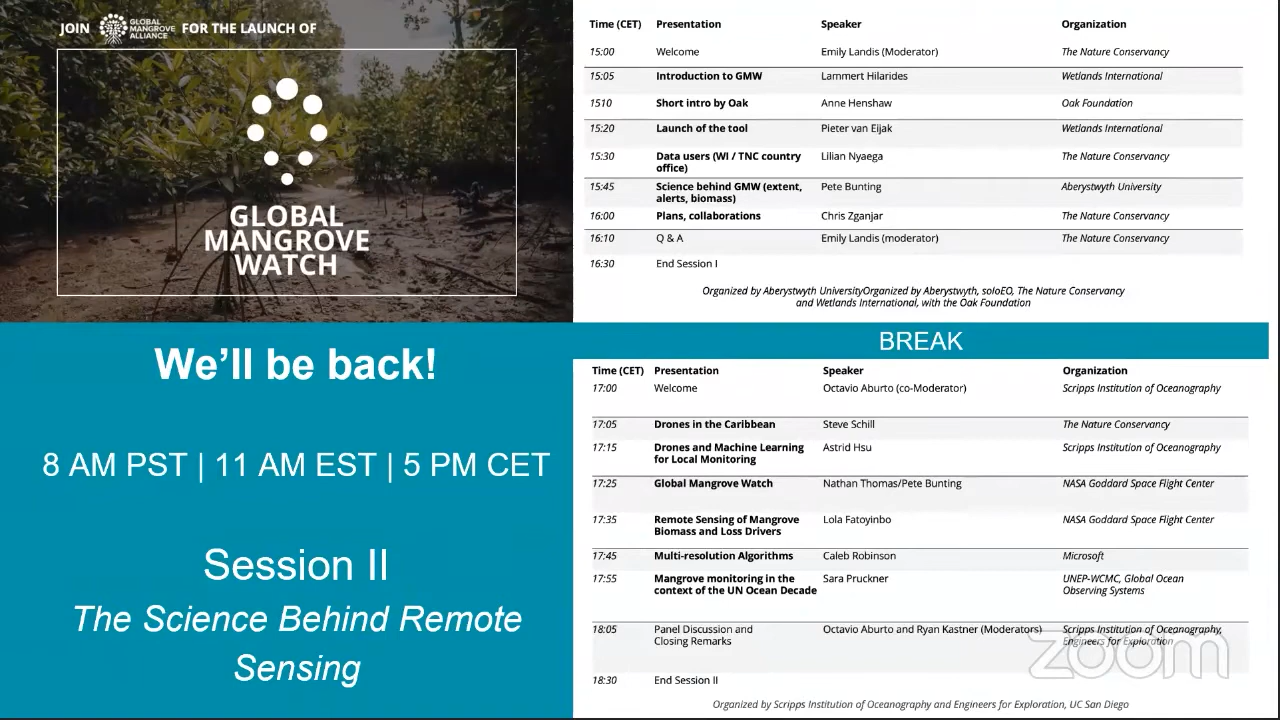 JOIN GLOBAL MANGROVE ALLIANCE FOR THE LAUNCH OF
GLOBAL
MANGROVE
WATCH
Time (CET) Presentation Speaker Organization
15:00 Welcome Emily Landis (Moderator) The Nature Conservancy
15:05 Introduction to GMW Lammert Hilarides Wetlands International
1510 Short intro by Oak Anne Henshaw Oak Foundation
15:20 Launch of the tool Pieter van Eijak Wetlands International
15:30 Data users (WI / TNC country Lilian Nyaega The Nature Conservancy
office)
15:45 Science behind GMW (extent, Pete Bunting Aberystwyth University
alerts, biomass)
16:00 Plans, collaborations Chris Zganjar The Nature Conservancy
16:10 Q & A Emily Landis (moderator) The Nature Conservancy
16:30 End Session I
Organized by Aberystwyth UniversityOrganized by Aberystwyth, soloEO, The Nature Conservancy
and Wetlands International, with the Oak Foundation
We'll be back!
8 AM PST | 11 AM EST | 5 PM CET
Session II
The Science Behind Remote
Sensing
BREAK
Time (CET) Presentation Speaker Organization
17:00 Welcome Octavio Aburto (co-Moderator) Scripps Institution of Oceanography
17:05 Drones in the Caribbean Steve Schill The Nature Conservancy
17:15 Drones and Machine Learning Astrid Hsu Scripps Institution of Oceanography
for Local Monitoring
17:25 Global Mangrove Watch Nathan Thomas/Pete Bunting NASA Goddard Space Flight Center
17:35 Remote Sensing of Mangrove Lola Fatoyinbo NASA Goddard Space Flight Center
Biomass and Loss Drivers
17:45 Multi-resolution Algorithms Caleb Robinson Microsoft
17:55 Mangrove monitoring in the Sara Pruckner UNEP-WCMC, Global Ocean
context of the UN Ocean Decade Observing Systems
18:05 Panel Discussion and Octavio Aburto and Ryan Kastner (Moderators) Scripps Institution of Oceanography,
Closing Remarks Engineers for Exploration
zoom
18:30 End Session II
Organized by Scripps Institution of Oceanography and Engineers for Exploration, UC San Diego